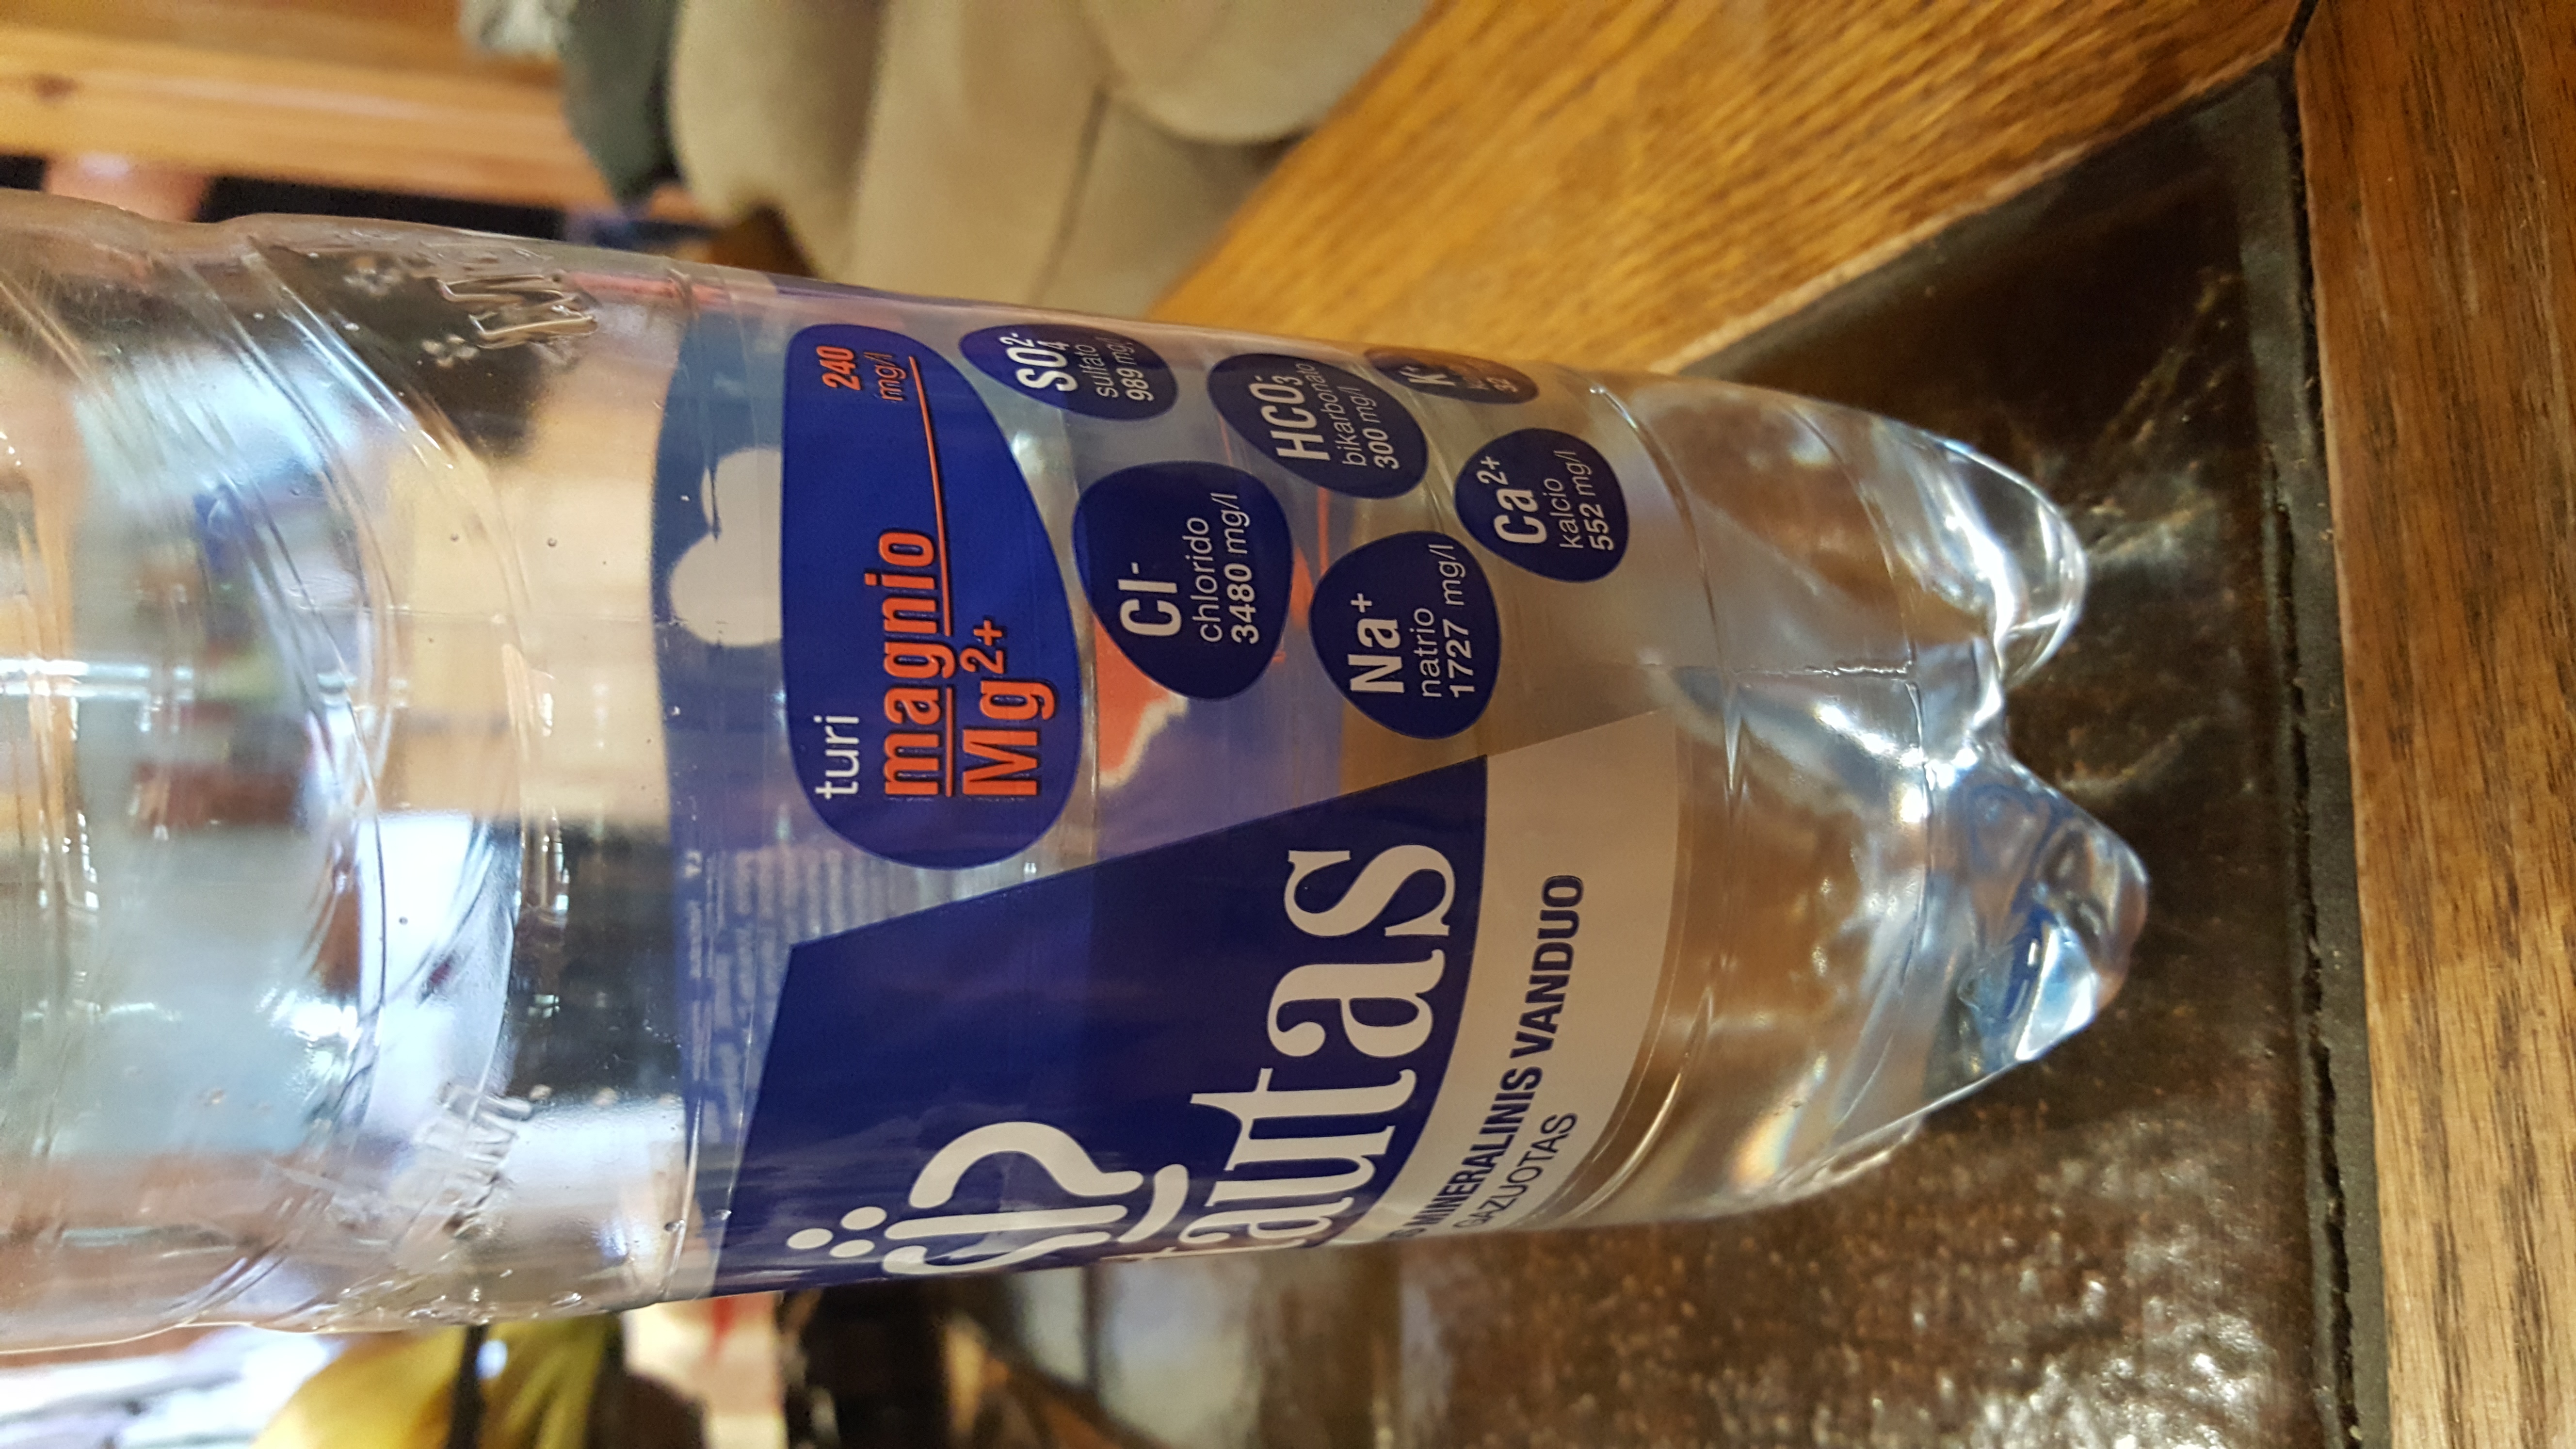 turi
magnio
Mg²⁺
240
mg/l
SO₄²⁻
sulfato
989 mg/l
Cl⁻
chlorido
3480 mg/l
HCO₃⁻
bikarbonato
300 mg/l
K⁺
Na⁺
natrio
1727 mg/l
Ca²⁺
kalcio
552 mg/l
tautas
MINERALINIS VANDUO
GAZUOTAS